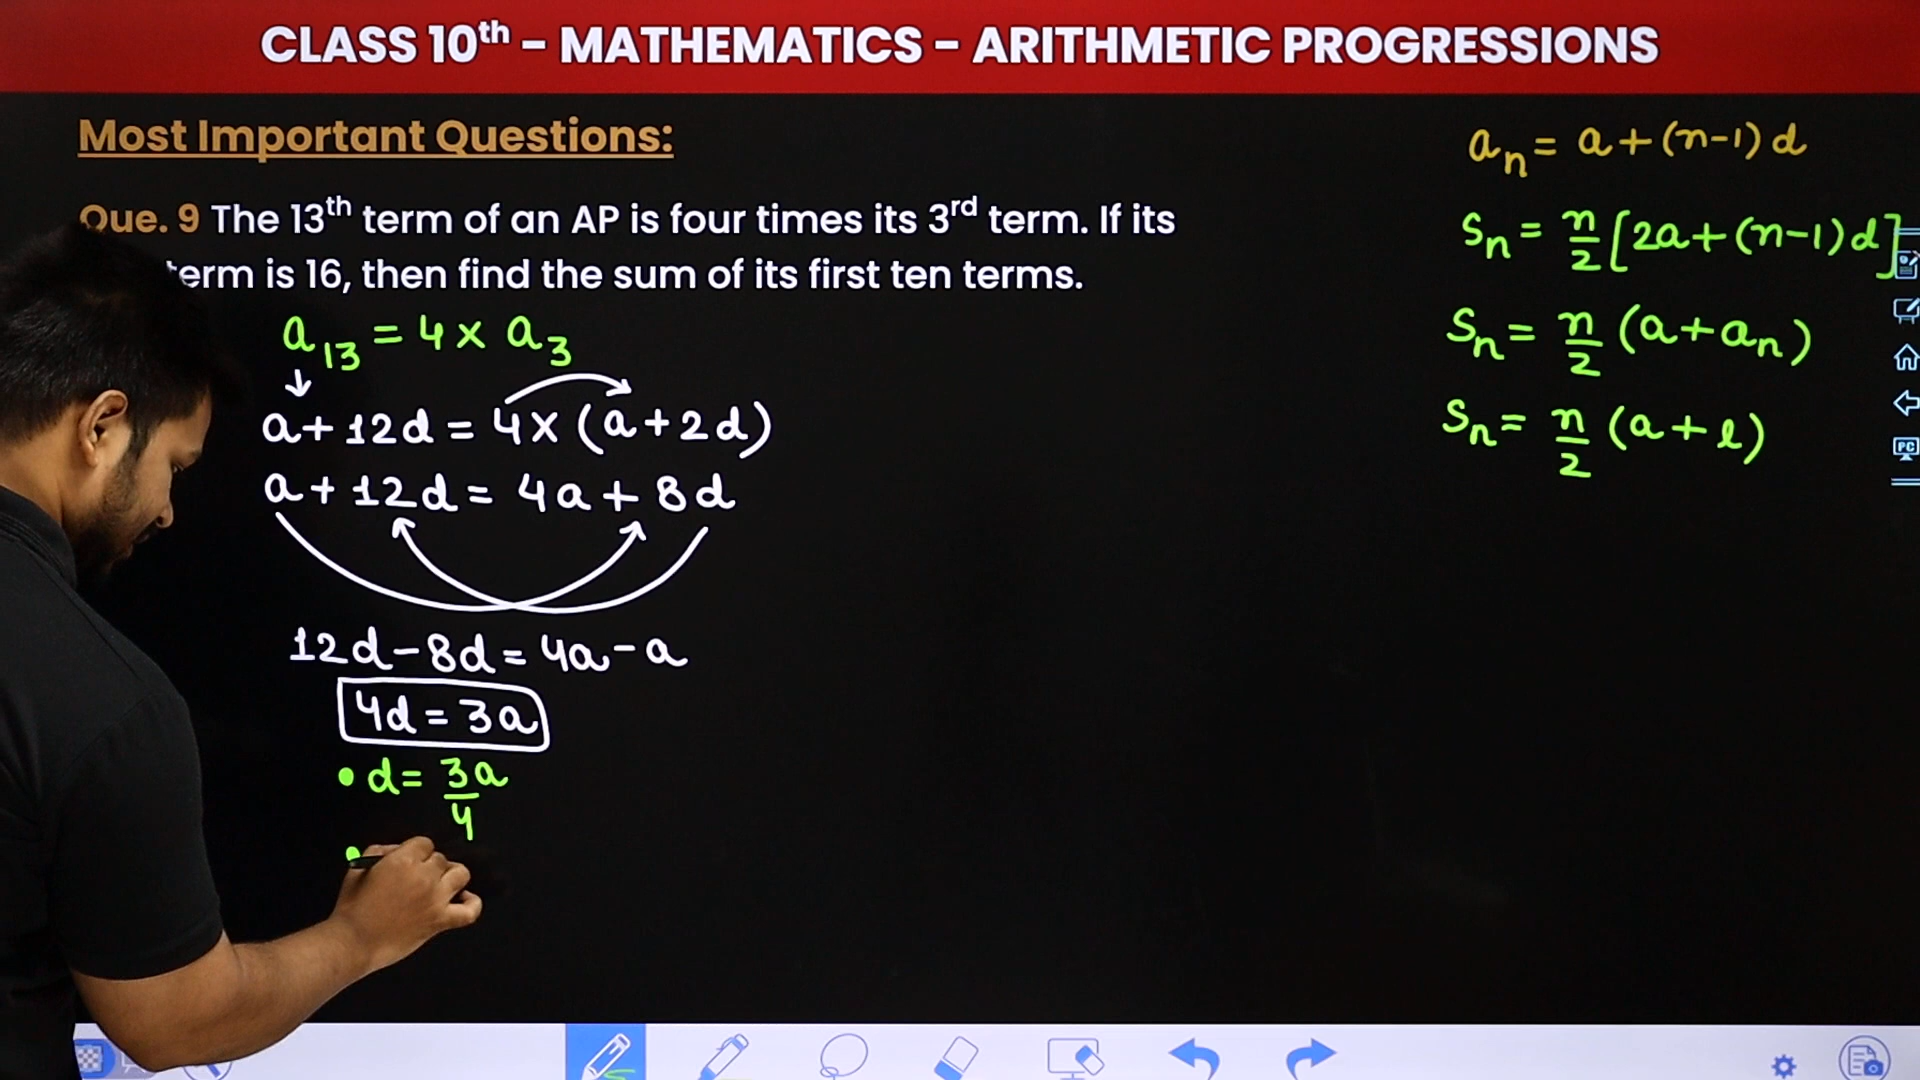 CLASS 10th - MATHEMATICS - ARITHMETIC PROGRESSIONS
Most Important Questions:
Que. 9 The 13th term of an AP is four times its 3rd term. If its
term is 16, then find the sum of its first ten terms.
a13 = 4 × a3
a + 12d = 4 × (a + 2d)
a + 12d = 4a + 8d
12d - 8d = 4a - a
4d = 3a
• d = 3a/4
an = a + (n-1) d
Sn = n/2 [2a + (n-1) d]
Sn = n/2 (a + an)
Sn = n/2 (a + l)
PC